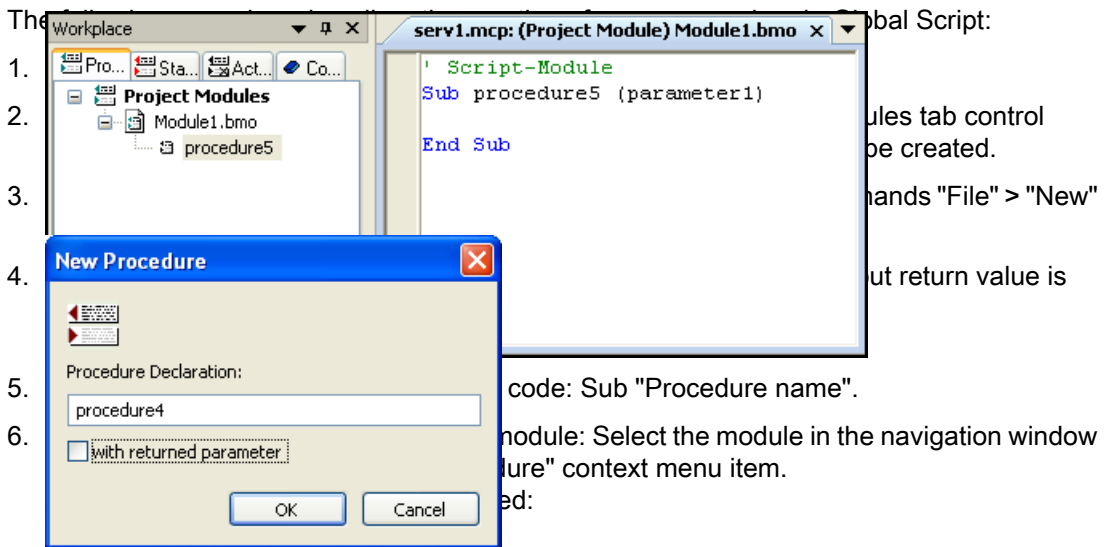 The
obal Script:
1.
2.
ules tab control
be created.
3.
ands "File" > "New"
4.
ut return value is
5.
code: Sub "Procedure name".
6.
module: Select the module in the navigation window
dure" context menu item.
ed:
Workplace
Pro... Sta... Act... Co...
Project Modules
Module1.bmo
procedure5
serv1.mcp: (Project Module) Module1.bmo
' Script-Module
Sub procedure5 (parameter1)
End Sub
New Procedure
Procedure Declaration:
procedure4
with returned parameter
OK Cancel